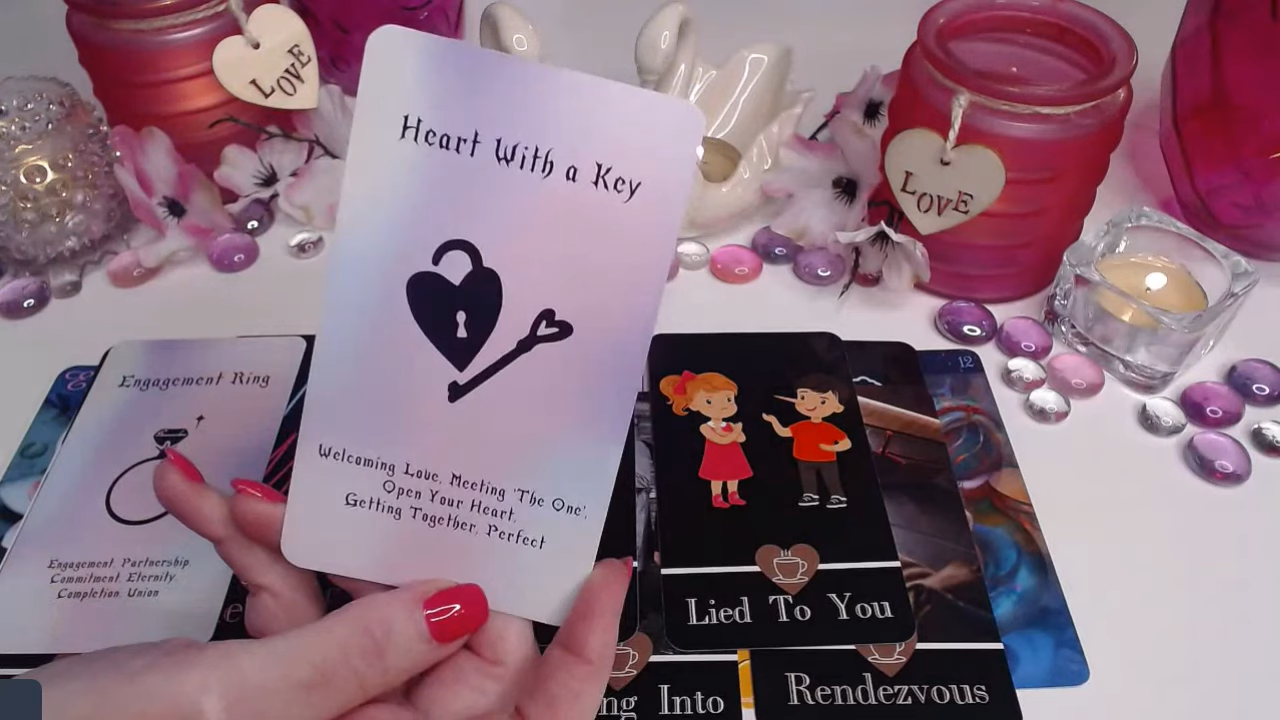 LOVE
LOVE
Heart With a Key
Welcoming Love, Meeting 'The One',
Open Your Heart,
Getting Together, Perfect
Engagement Ring
Engagement, Partnership,
Commitment, Eternity,
Completion, Union
12
Lied To You
Into
Rendezvous